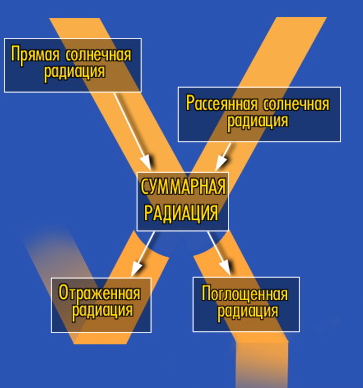 Прямая солнечная
радиация
Рассеянная солнечная
радиация
СУММАРНАЯ
РАДИАЦИЯ
Отраженная
радиация
Поглощенная
радиация